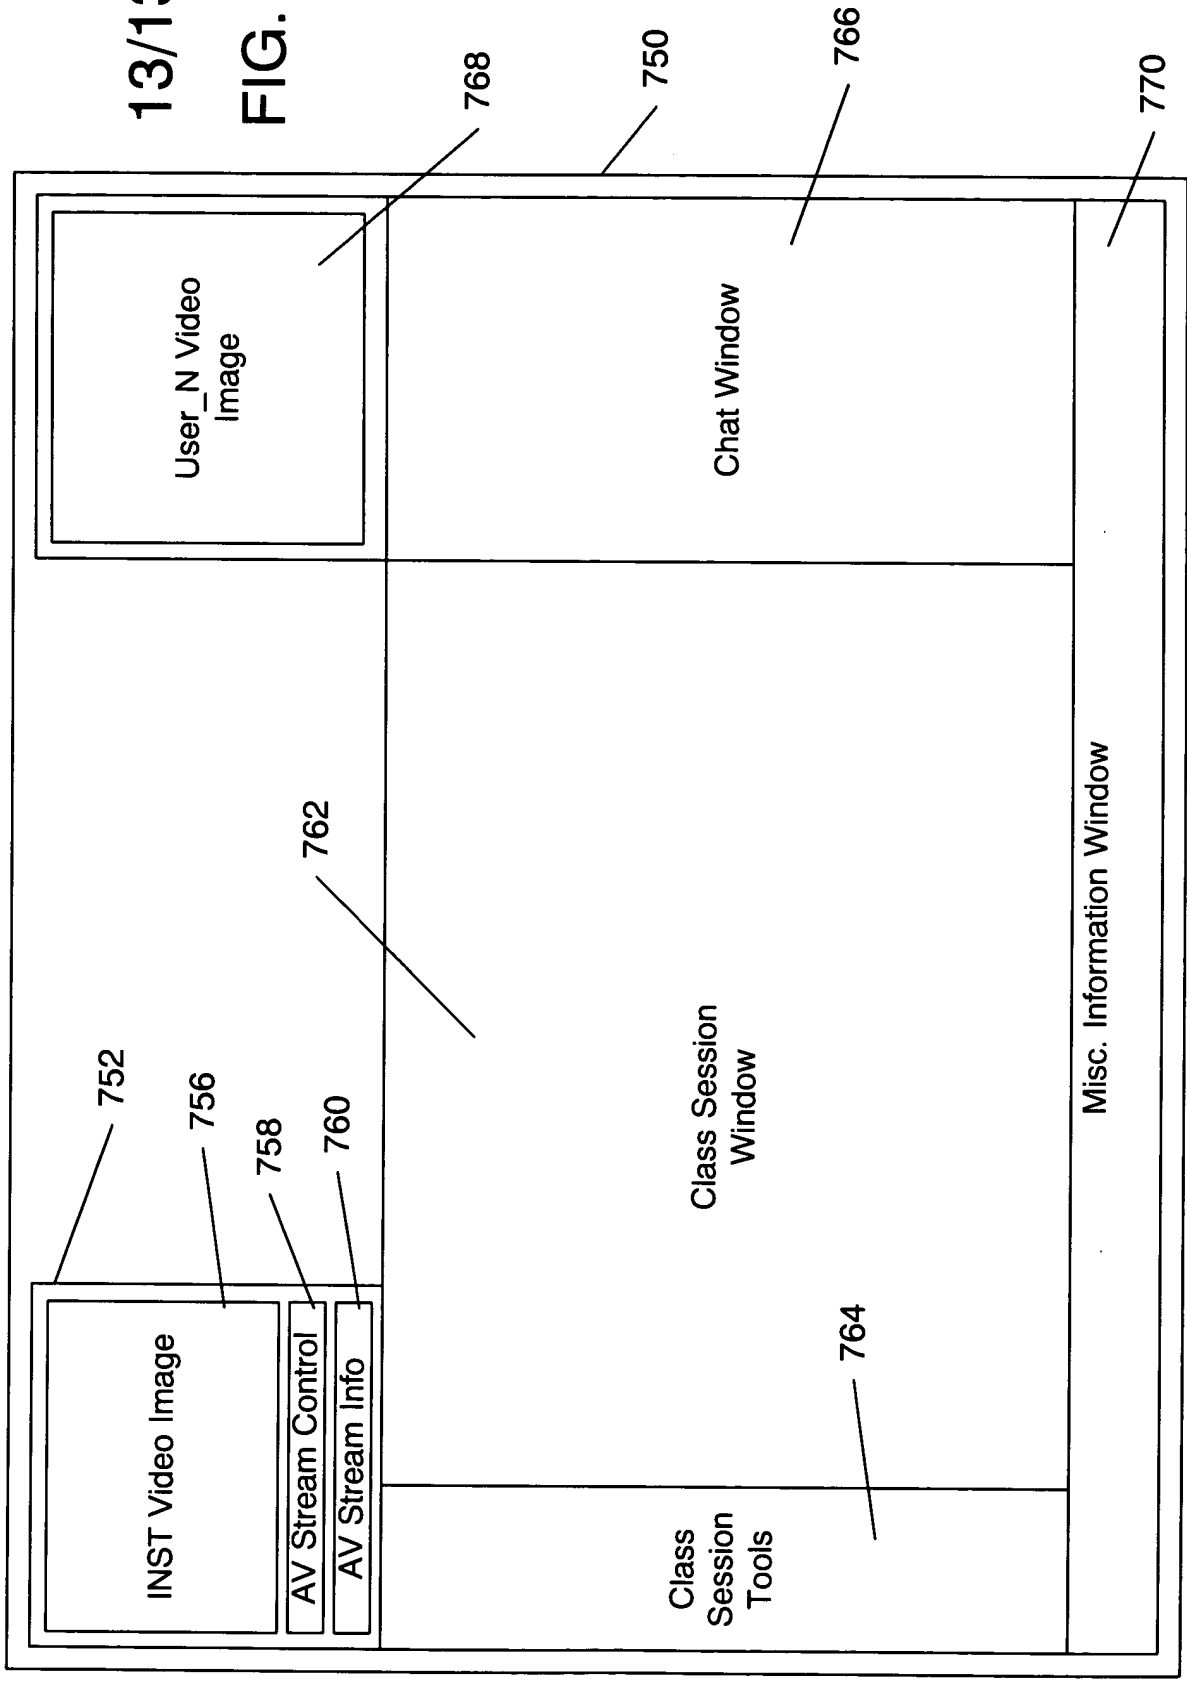 13/13
FIG.
752
INST Video Image
756
AV Stream Control
758
AV Stream Info
760
762
User_N Video
Image
768
750
Class
Session
Tools
764
Class Session
Window
Chat Window
766
Misc. Information Window
770